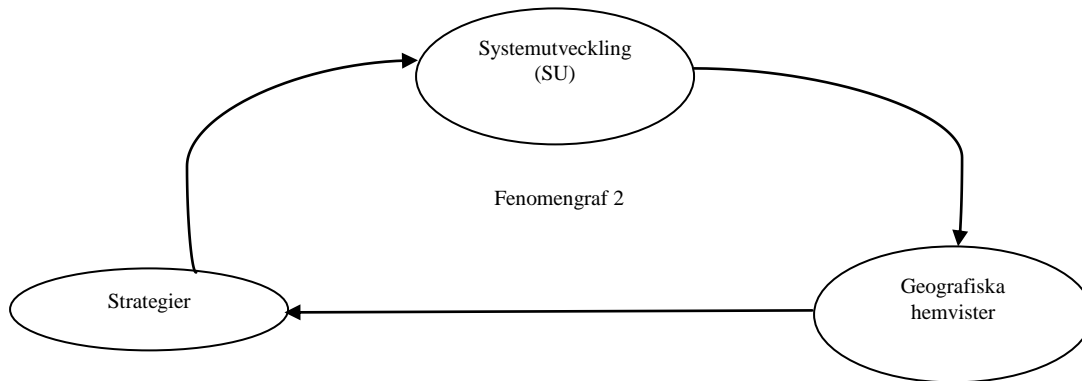 Systemutveckling
(SU)
Fenomengraf 2
Strategier
Geografiska
hemvister